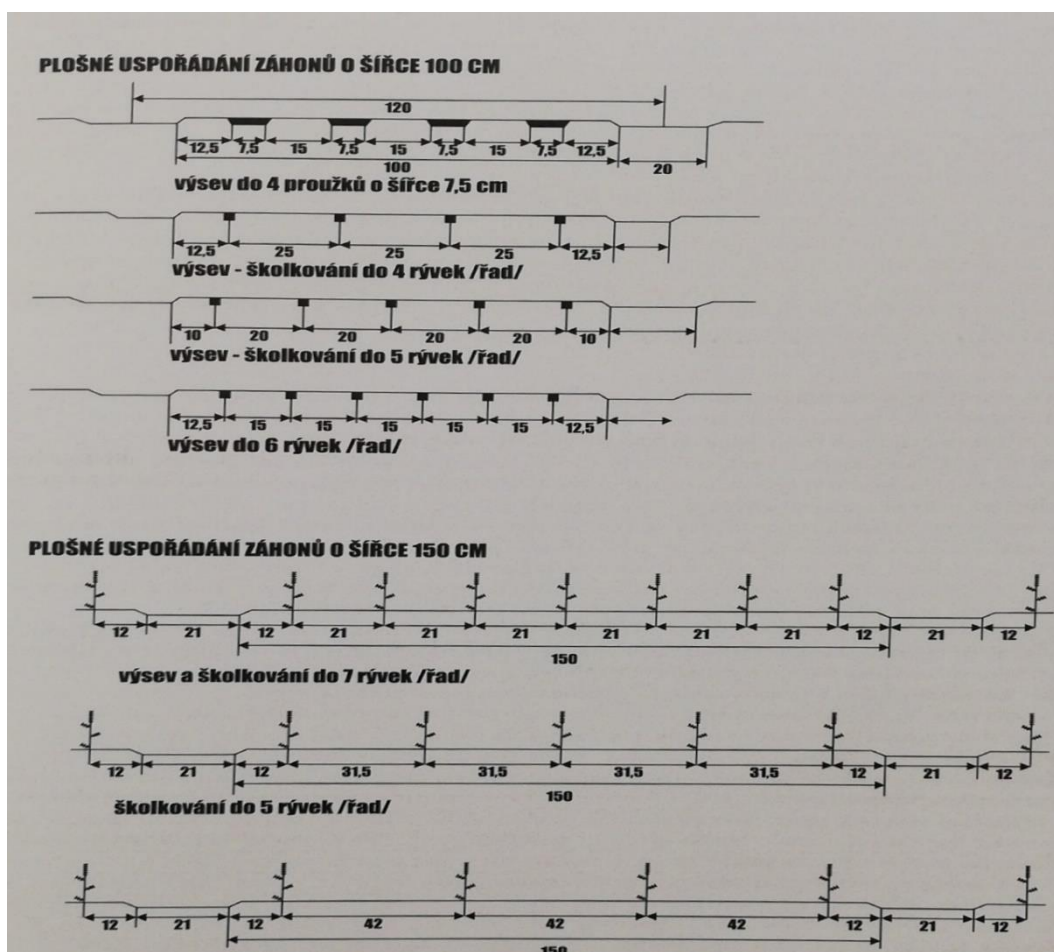 PLOŠNÉ USPOŘÁDÁNÍ ZÁHONŮ O ŠÍŘCE 100 CM
120
12,5 7,5 15 7,5 15 7,5 15 7,5 12,5
100 20
výsev do 4 proužků o šířce 7,5 cm
12,5 25 25 25 12,5
výsev - školkování do 4 rývek /řad/
10 20 20 20 20 10
výsev - školkování do 5 rývek /řad/
12,5 15 15 15 15 15 12,5
výsev do 6 rývek /řad/
PLOŠNÉ USPOŘÁDÁNÍ ZÁHONŮ O ŠÍŘCE 150 CM
12 21 12 21 21 21 21 21 21 12 21 12
150
výsev a školkování do 7 rývek /řad/
12 21 12 31,5 31,5 31,5 31,5 12 21 12
150
školkování do 5 rývek /řad/
12 21 12 42 42 42 12 21 12
150